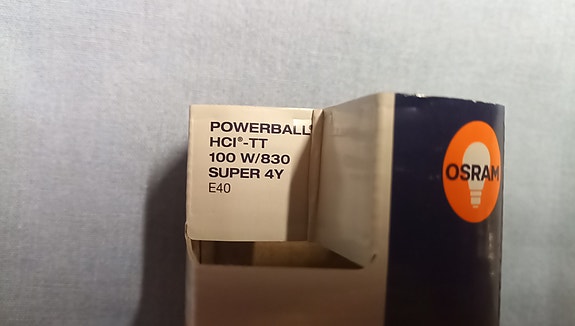 POWERBALL
HCI®-TT
100 W/830
SUPER 4Y
E40
OSRAM